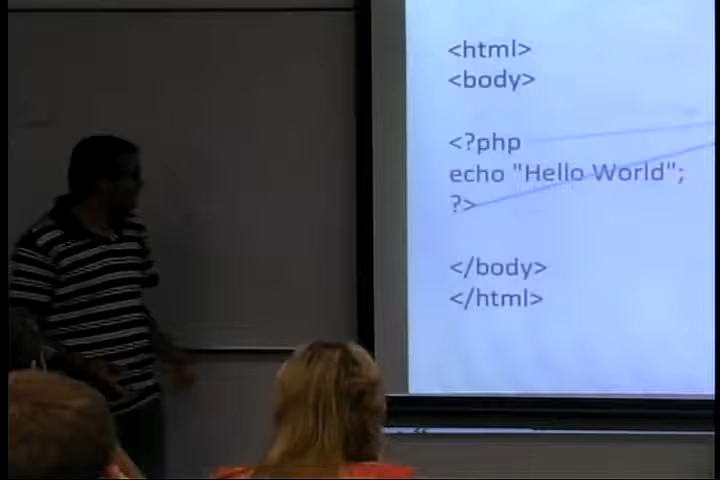 <html>
<body>
<?php
echo "Hello World";
?>
</body>
</html>